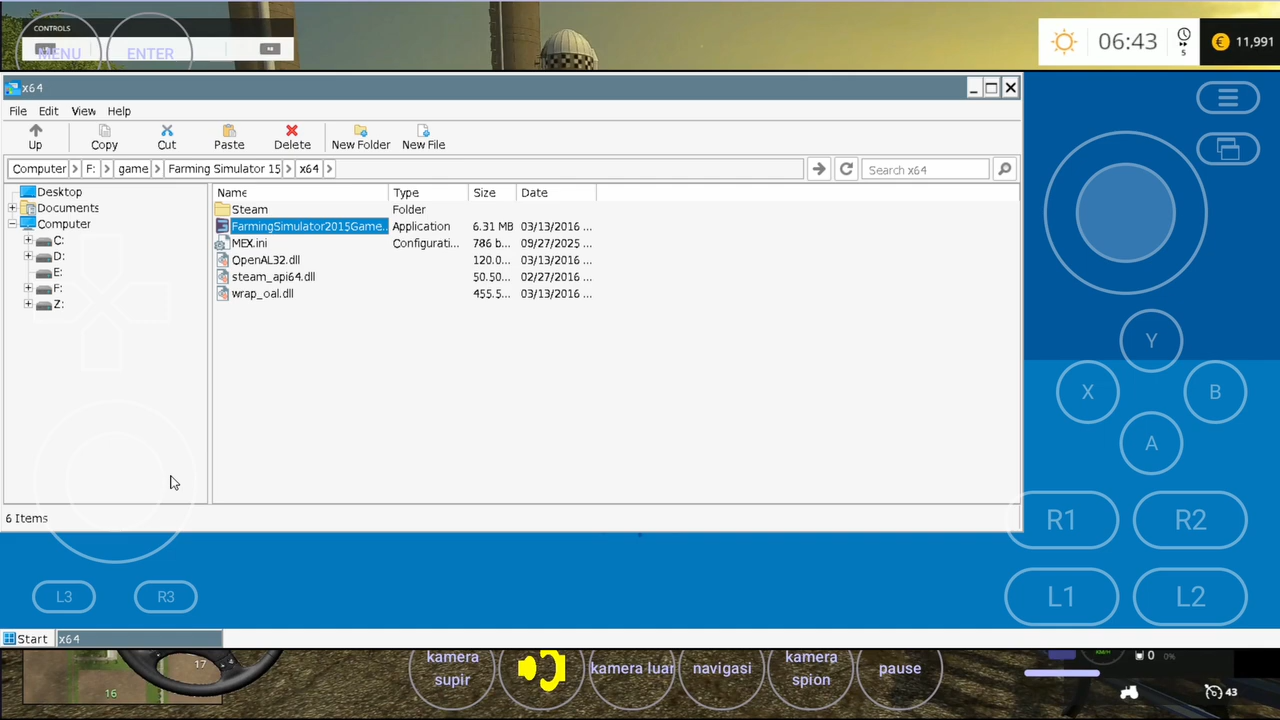 CONTROLS
MENU
ENTER
06:43
5
11,991
x64
File Edit View Help
Up Copy Cut Paste Delete New Folder New File
Computer F: game Farming Simulator 15 x64
Search x64
Desktop
Documents
Computer
C:
D:
E:
F:
Z:
Name Type Size Date
Steam Folder
FarmingSimulator2015Game... Application 6.31 MB 03/13/2016 ...
MEX.ini Configurati... 786 b... 09/27/2025 ...
OpenAL32.dll 120.0... 03/13/2016 ...
steam_api64.dll 50.50... 02/27/2016 ...
wrap_oal.dll 455.5... 03/13/2016 ...
6 Items
Y
X
B
A
R1
R2
L3
R3
L1
L2
Start x64
17
16
kamera supir
kamera luar
navigasi
kamera spion
pause
0
0%
43